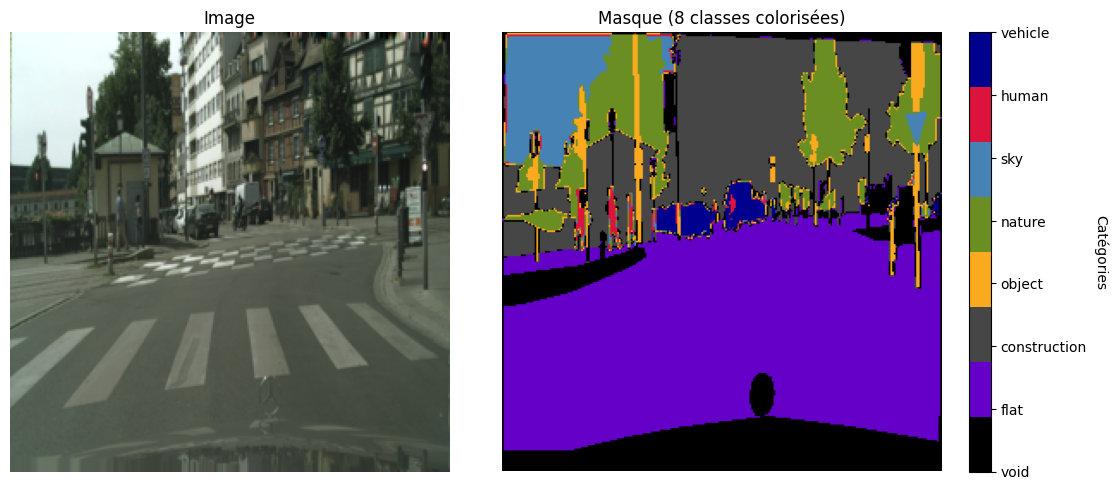 Image
Masque (8 classes colorisées)
vehicle
human
sky
nature
object
construction
flat
void
Catégories